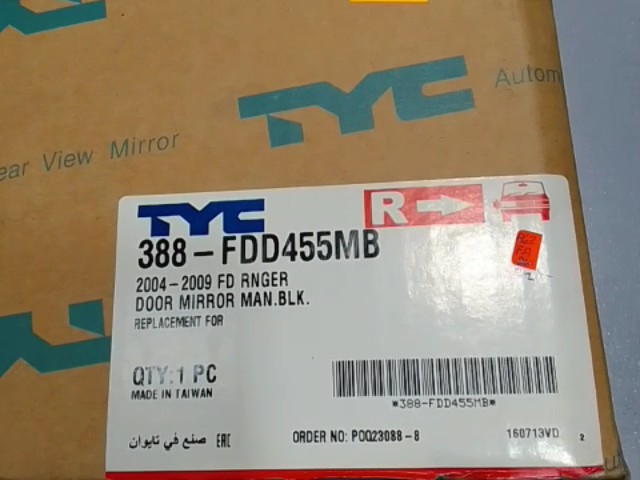 TYC
Autom
ear View Mirror
TYC
R
388-FDD455MB
2004-2009 FD RNGER
DOOR MIRROR MAN.BLK.
REPLACEMENT FOR
QTY:1 PC
MADE IN TAIWAN
*388-FDD455MB*
صنع في تايوان EAC
ORDER NO: POQ23088-8
160713VD
2